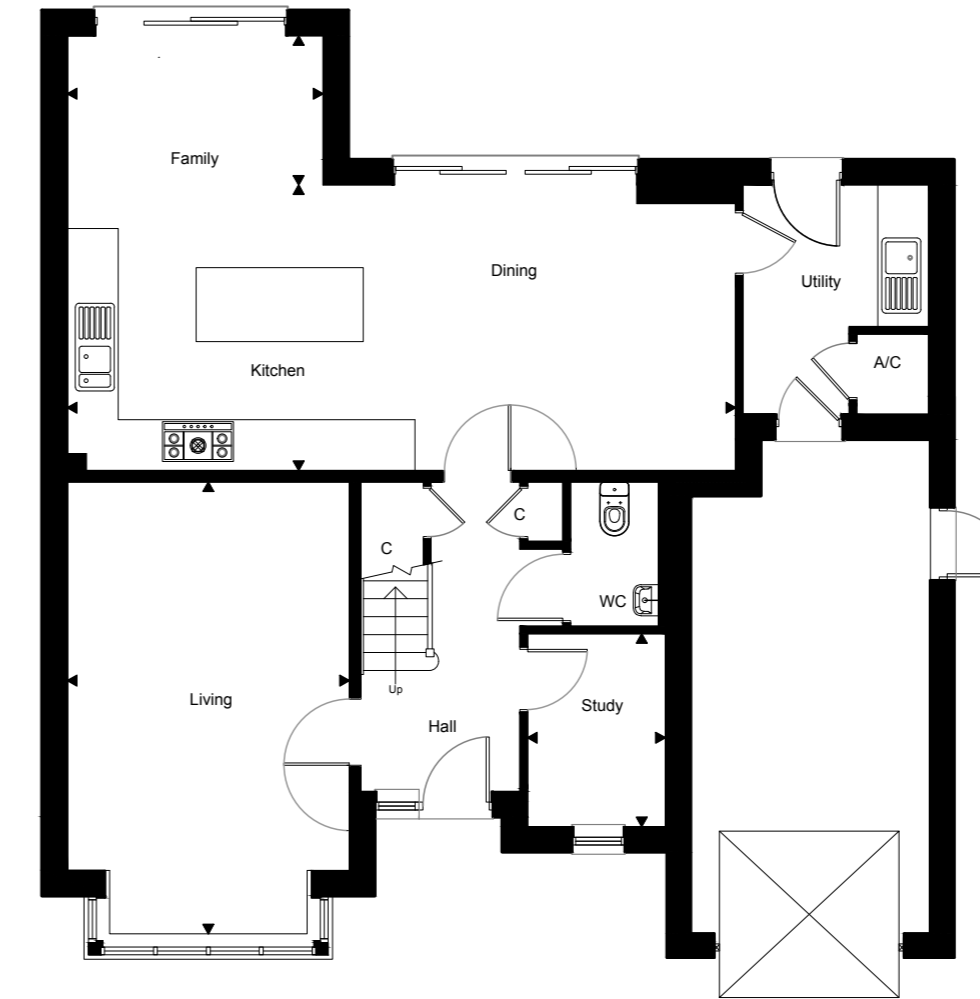 Family
Dining
Utility
A/C
Kitchen
C
C
WC
Up
Living
Study
Hall